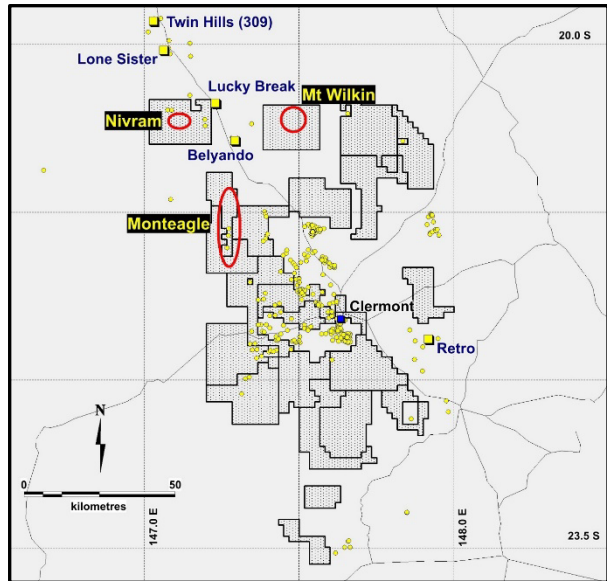 Twin Hills (309)
20.0 S
Lone Sister
Lucky Break
Mt Wilkin
Nivram
Belyando
Monteagle
Clermont
Retro
N
0
50
kilometres
147.0 E
148.0 E
23.5 S